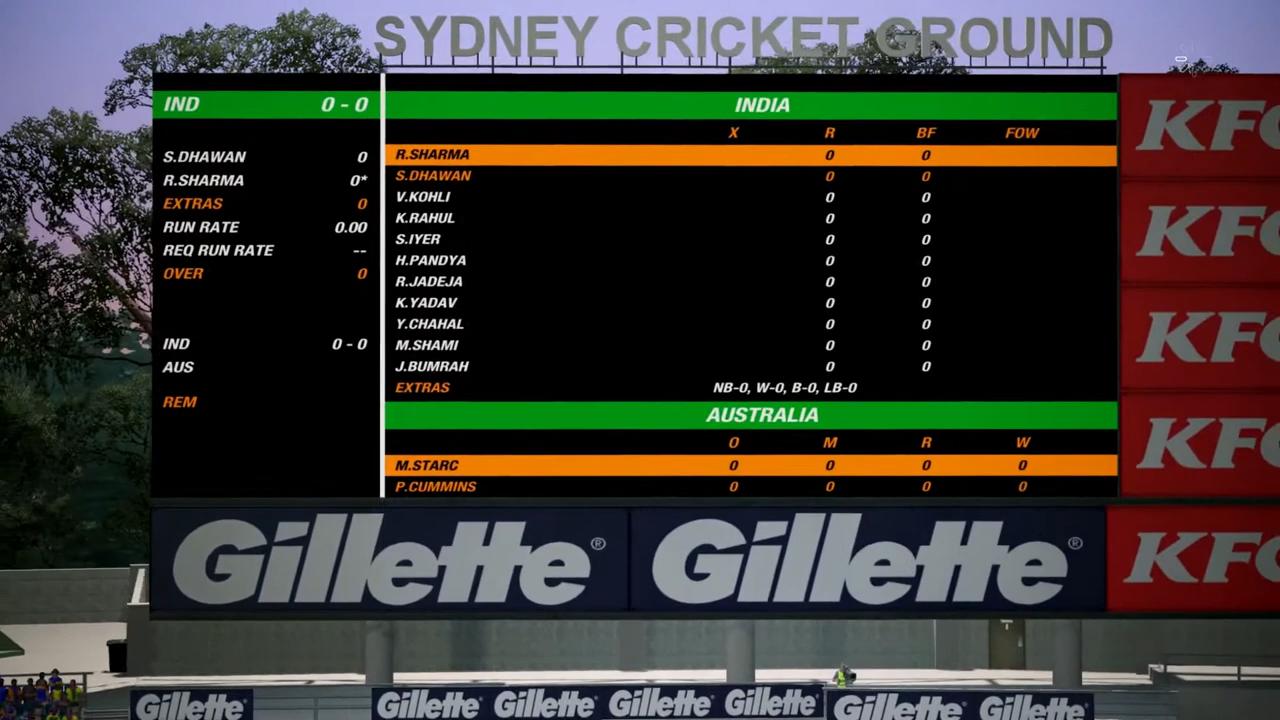 SYDNEY CRICKET GROUND
IND 0 - 0
S.DHAWAN 0
R.SHARMA 0*
EXTRAS 0
RUN RATE 0.00
REQ RUN RATE --
OVER 0
IND 0 - 0
AUS
REM
INDIA
X R BF FOW
R.SHARMA 0 0
S.DHAWAN 0 0
V.KOHLI 0 0
K.RAHUL 0 0
S.IYER 0 0
H.PANDYA 0 0
R.JADEJA 0 0
K.YADAV 0 0
Y.CHAHAL 0 0
M.SHAMI 0 0
J.BUMRAH 0 0
EXTRAS NB-0, W-0, B-0, LB-0
AUSTRALIA
O M R W
M.STARC 0 0 0 0
P.CUMMINS 0 0 0 0
KFC
KFC
KFC
KFC
Gillette® Gillette® KFC
Gillette Gillette Gillette Gillette Gillette Gillette Gillette